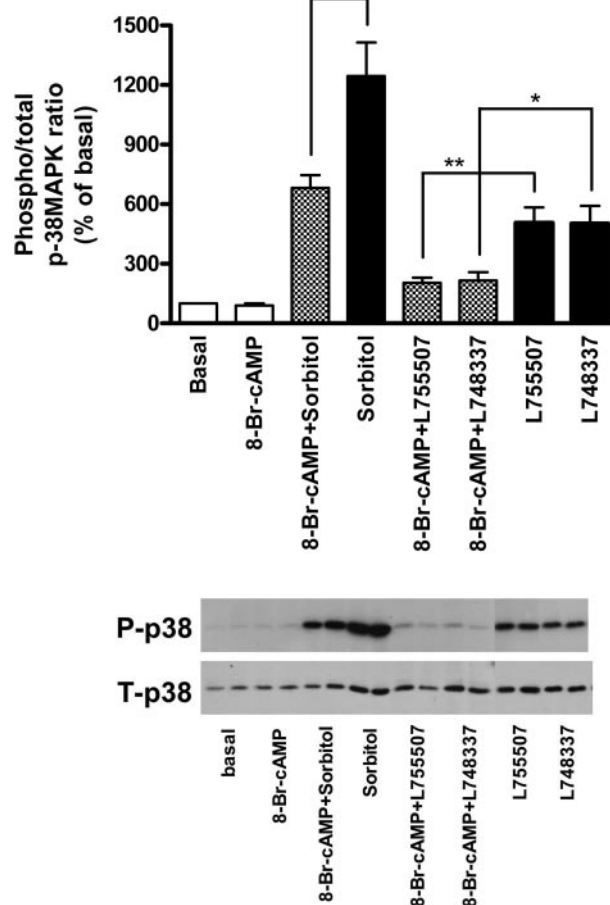 Phospho/total
p-38MAPK ratio
(% of basal)
1500
1200
900
600
300
0
*
**
Basal
8-Br-cAMP
8-Br-cAMP+Sorbitol
Sorbitol
8-Br-cAMP+L755507
8-Br-cAMP+L748337
L755507
L748337
P-p38
T-p38
basal
8-Br-cAMP
8-Br-cAMP+Sorbitol
Sorbitol
8-Br-cAMP+L755507
8-Br-cAMP+L748337
L755507
L748337